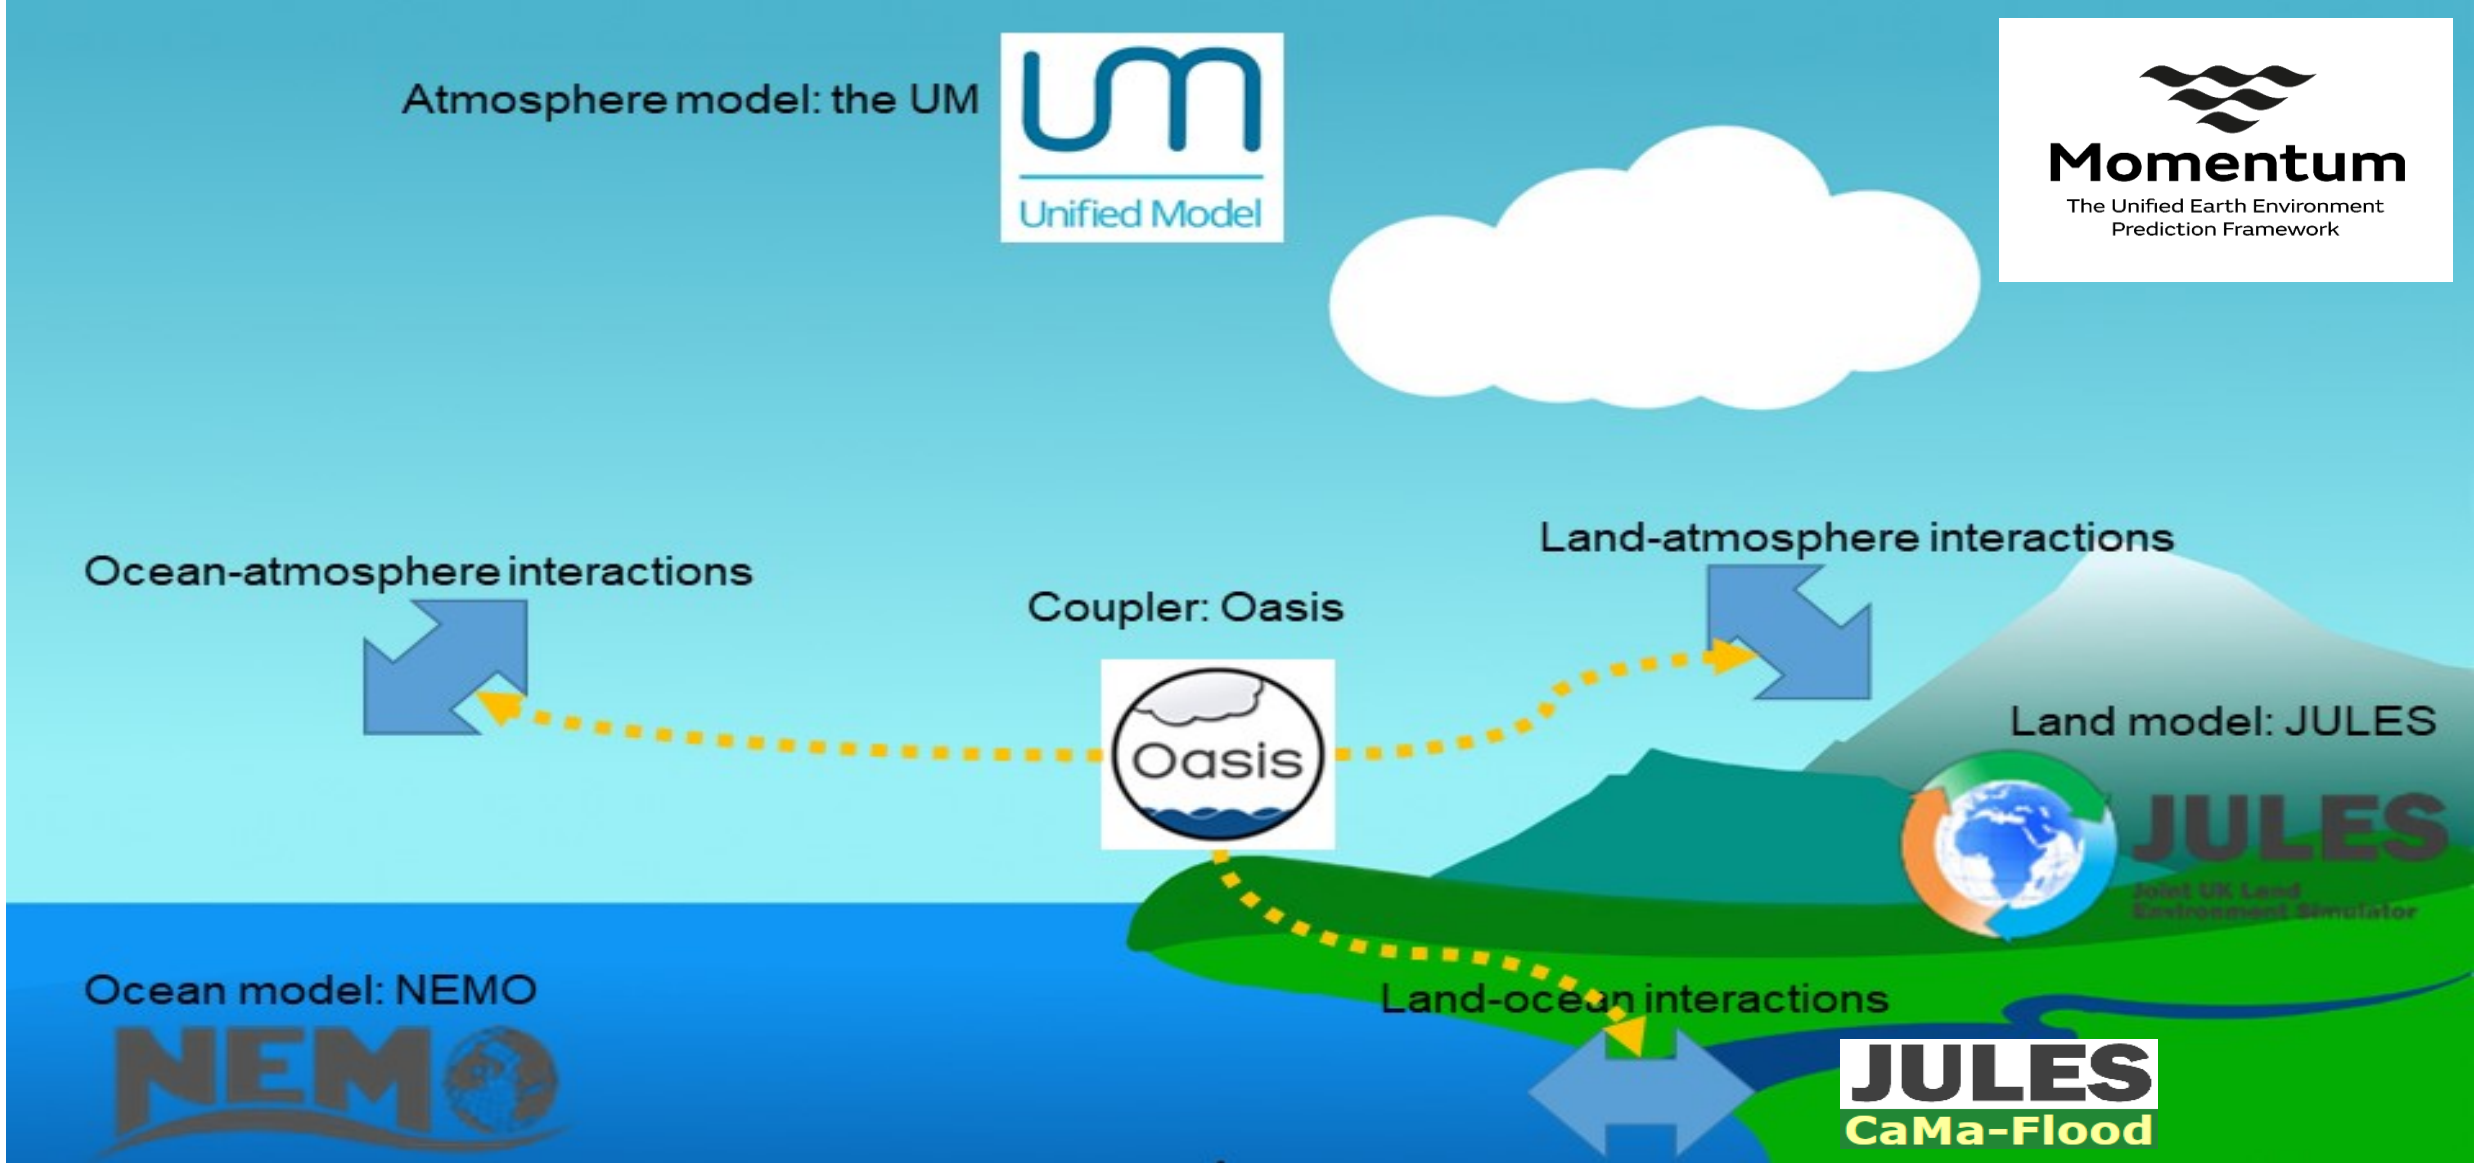 Atmosphere model: the UM
um
Unified Model
Momentum
The Unified Earth Environment
Prediction Framework
Ocean-atmosphere interactions
Land-atmosphere interactions
Coupler: Oasis
Oasis
Land model: JULES
JULES
Joint UK Land
Environment Simulator
Ocean model: NEMO
NEMO
Land-ocean interactions
JULES
CaMa-Flood